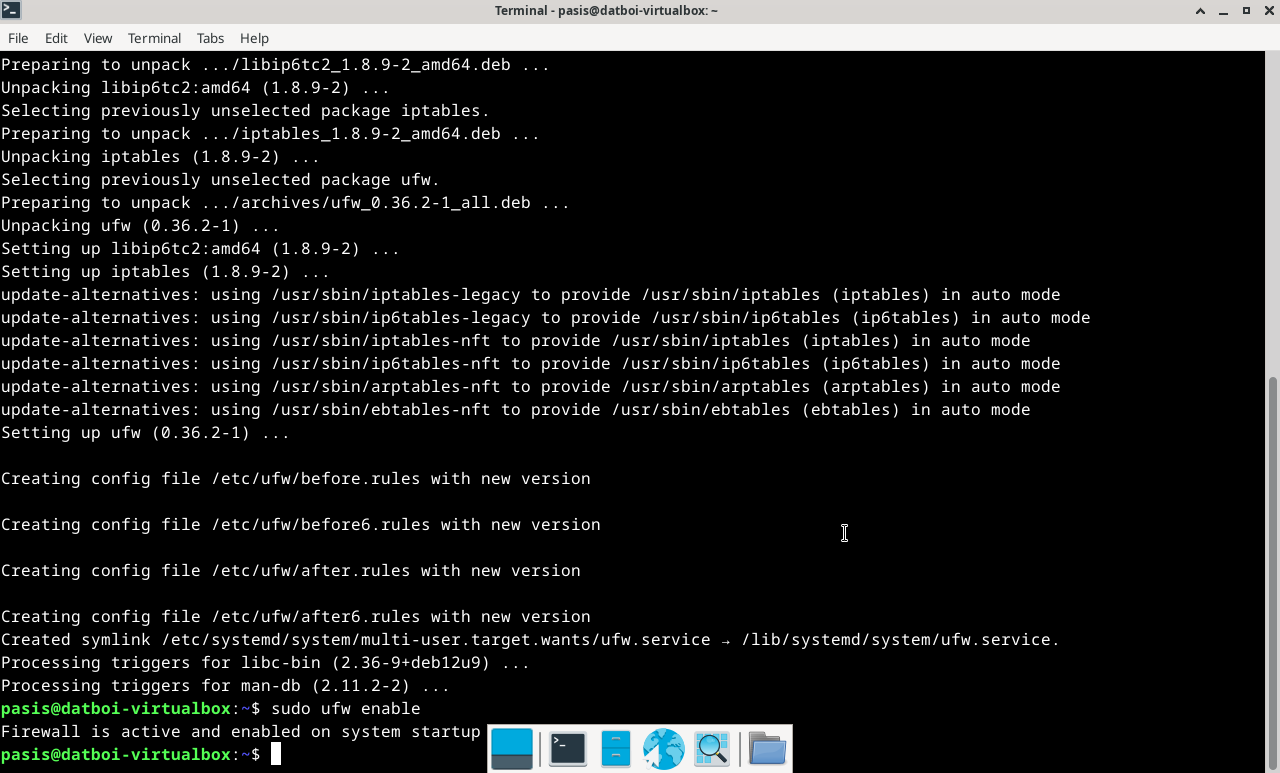 Terminal - pasis@datboi-virtualbox: ~
File Edit View Terminal Tabs Help
Preparing to unpack .../libip6tc2_1.8.9-2_amd64.deb ...
Unpacking libip6tc2:amd64 (1.8.9-2) ...
Selecting previously unselected package iptables.
Preparing to unpack .../iptables_1.8.9-2_amd64.deb ...
Unpacking iptables (1.8.9-2) ...
Selecting previously unselected package ufw.
Preparing to unpack .../archives/ufw_0.36.2-1_all.deb ...
Unpacking ufw (0.36.2-1) ...
Setting up libip6tc2:amd64 (1.8.9-2) ...
Setting up iptables (1.8.9-2) ...
update-alternatives: using /usr/sbin/iptables-legacy to provide /usr/sbin/iptables (iptables) in auto mode
update-alternatives: using /usr/sbin/ip6tables-legacy to provide /usr/sbin/ip6tables (ip6tables) in auto mode
update-alternatives: using /usr/sbin/iptables-nft to provide /usr/sbin/iptables (iptables) in auto mode
update-alternatives: using /usr/sbin/ip6tables-nft to provide /usr/sbin/ip6tables (ip6tables) in auto mode
update-alternatives: using /usr/sbin/arptables-nft to provide /usr/sbin/arptables (arptables) in auto mode
update-alternatives: using /usr/sbin/ebtables-nft to provide /usr/sbin/ebtables (ebtables) in auto mode
Setting up ufw (0.36.2-1) ...
Creating config file /etc/ufw/before.rules with new version
Creating config file /etc/ufw/before6.rules with new version
Creating config file /etc/ufw/after.rules with new version
Creating config file /etc/ufw/after6.rules with new version
Created symlink /etc/systemd/system/multi-user.target.wants/ufw.service → /lib/systemd/system/ufw.service.
Processing triggers for libc-bin (2.36-9+deb12u9) ...
Processing triggers for man-db (2.11.2-2) ...
pasis@datboi-virtualbox:~$ sudo ufw enable
Firewall is active and enabled on system startup
pasis@datboi-virtualbox:~$